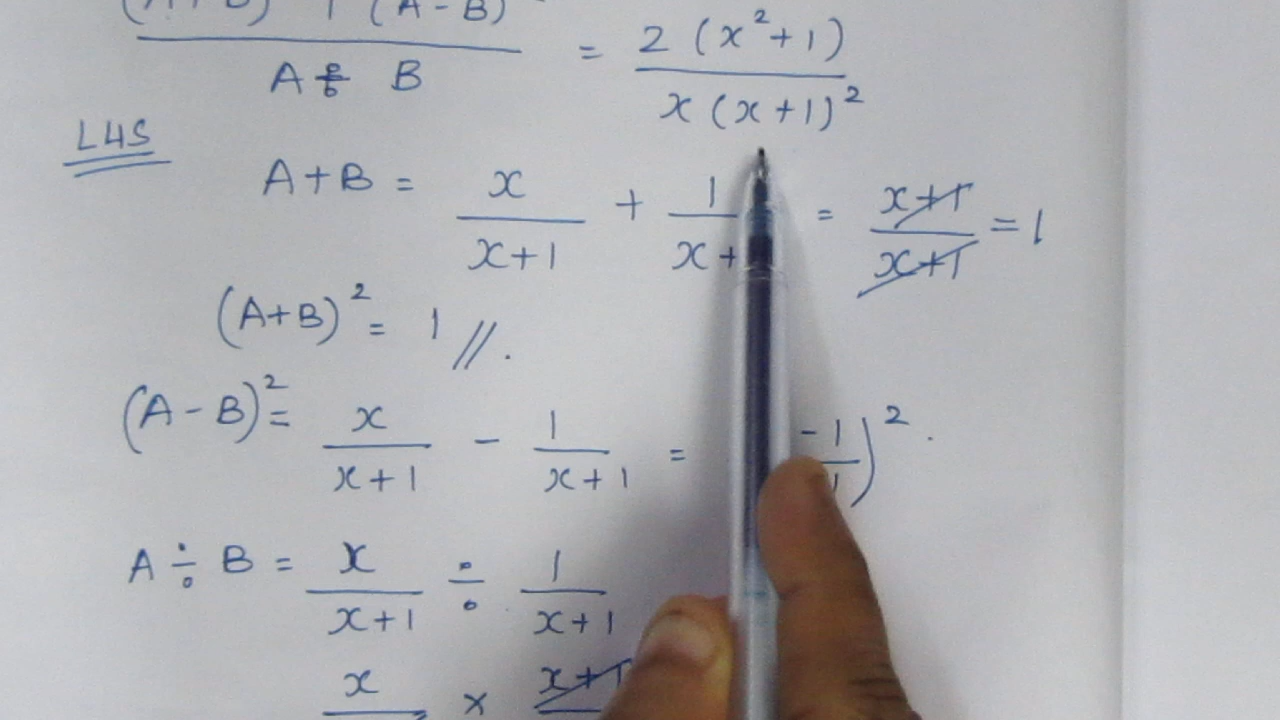 (A+B) + (A-B)
A ÷ B = 2 (x²+1) / x (x+1)²
LHS
A+B = x / x+1 + 1 / x+ = x+1 / x+1 = 1
(A+B)² = 1 //.
(A-B)² = x / x+1 - 1 / x+1 = -1 / 1)².
A ÷ B = x / x+1 ÷ 1 / x+1
x × x+1